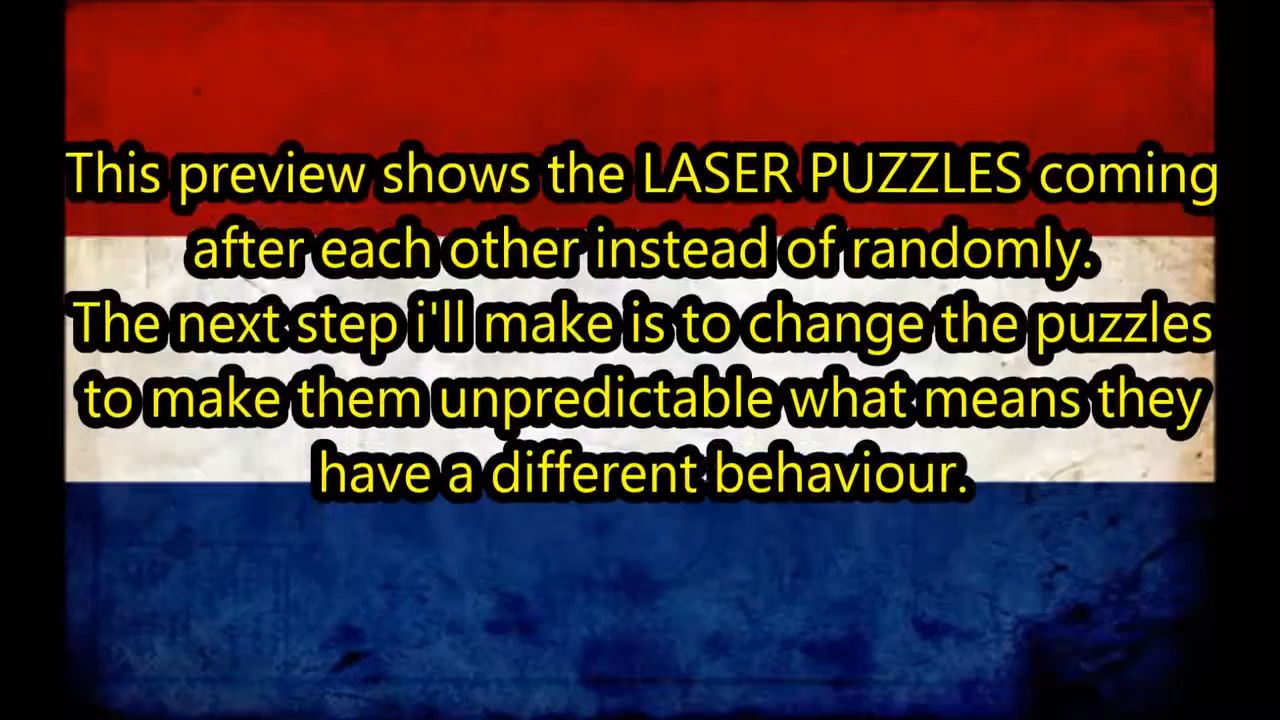 This preview shows the LASER PUZZLES coming
after each other instead of randomly.
The next step i'll make is to change the puzzles
to make them unpredictable what means they
have a different behaviour.